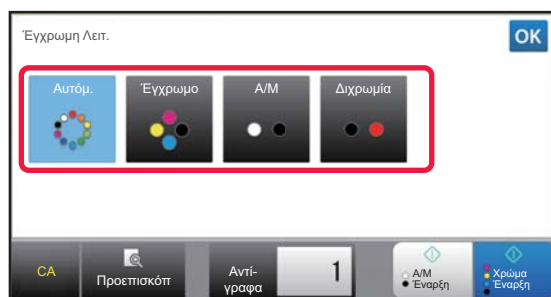 Έγχρωμη Λειτ.
OK
Αυτόμ.
Έγχρωμο
Α/Μ
Διχρωμία
CA
Προεπισκόπ
Αντί-
γραφα
1
Α/Μ
Έναρξη
Χρώμα
Έναρξη